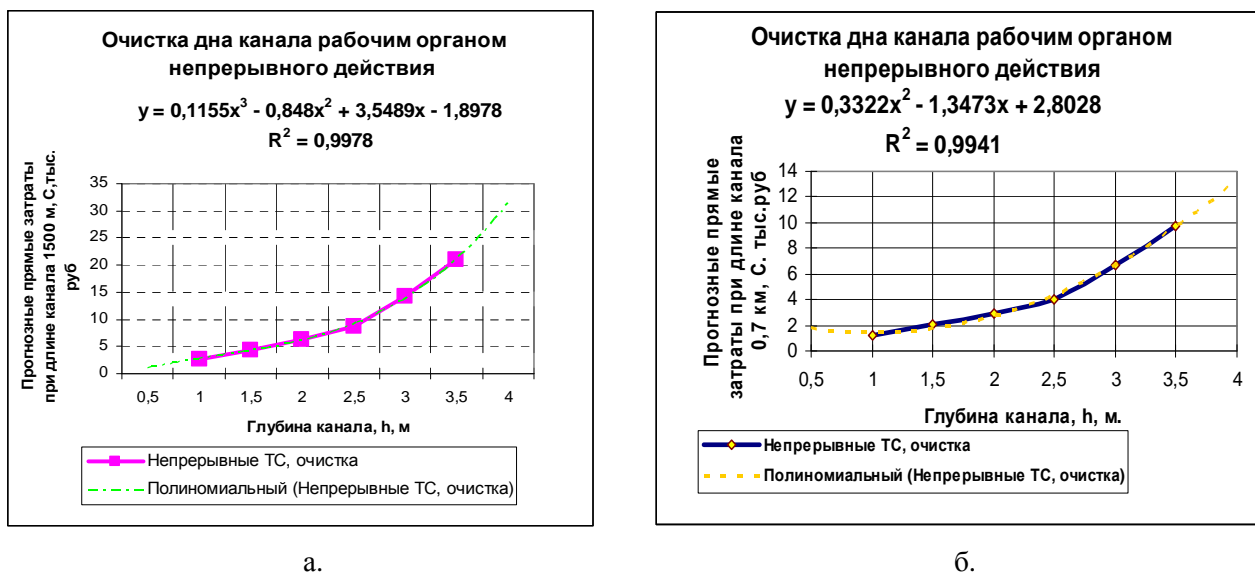 Очистка дна канала рабочим органом
непрерывного действия
y = 0,1155x³ - 0,848x² + 3,5489x - 1,8978
R² = 0,9978
Прогнозные прямые затраты
при длине канала 1500 м, С,тыс.
руб
35
30
25
20
15
10
5
0
0,5 1 1,5 2 2,5 3 3,5 4
Глубина канала, h, м
Непрерывные ТС, очистка
Полиномиальный (Непрерывные ТС, очистка)
а.
Очистка дна канала рабочим органом
непрерывного действия
y = 0,3322x² - 1,3473x + 2,8028
R² = 0,9941
Прогнозные прямые
затраты при длине канала
0,7 км, С. тыс.руб
14
12
10
8
6
4
2
0
0,5 1 1,5 2 2,5 3 3,5 4
Глубина канала, h, м.
Непрерывные ТС, очистка
Полиномиальный (Непрерывные ТС, очистка)
б.